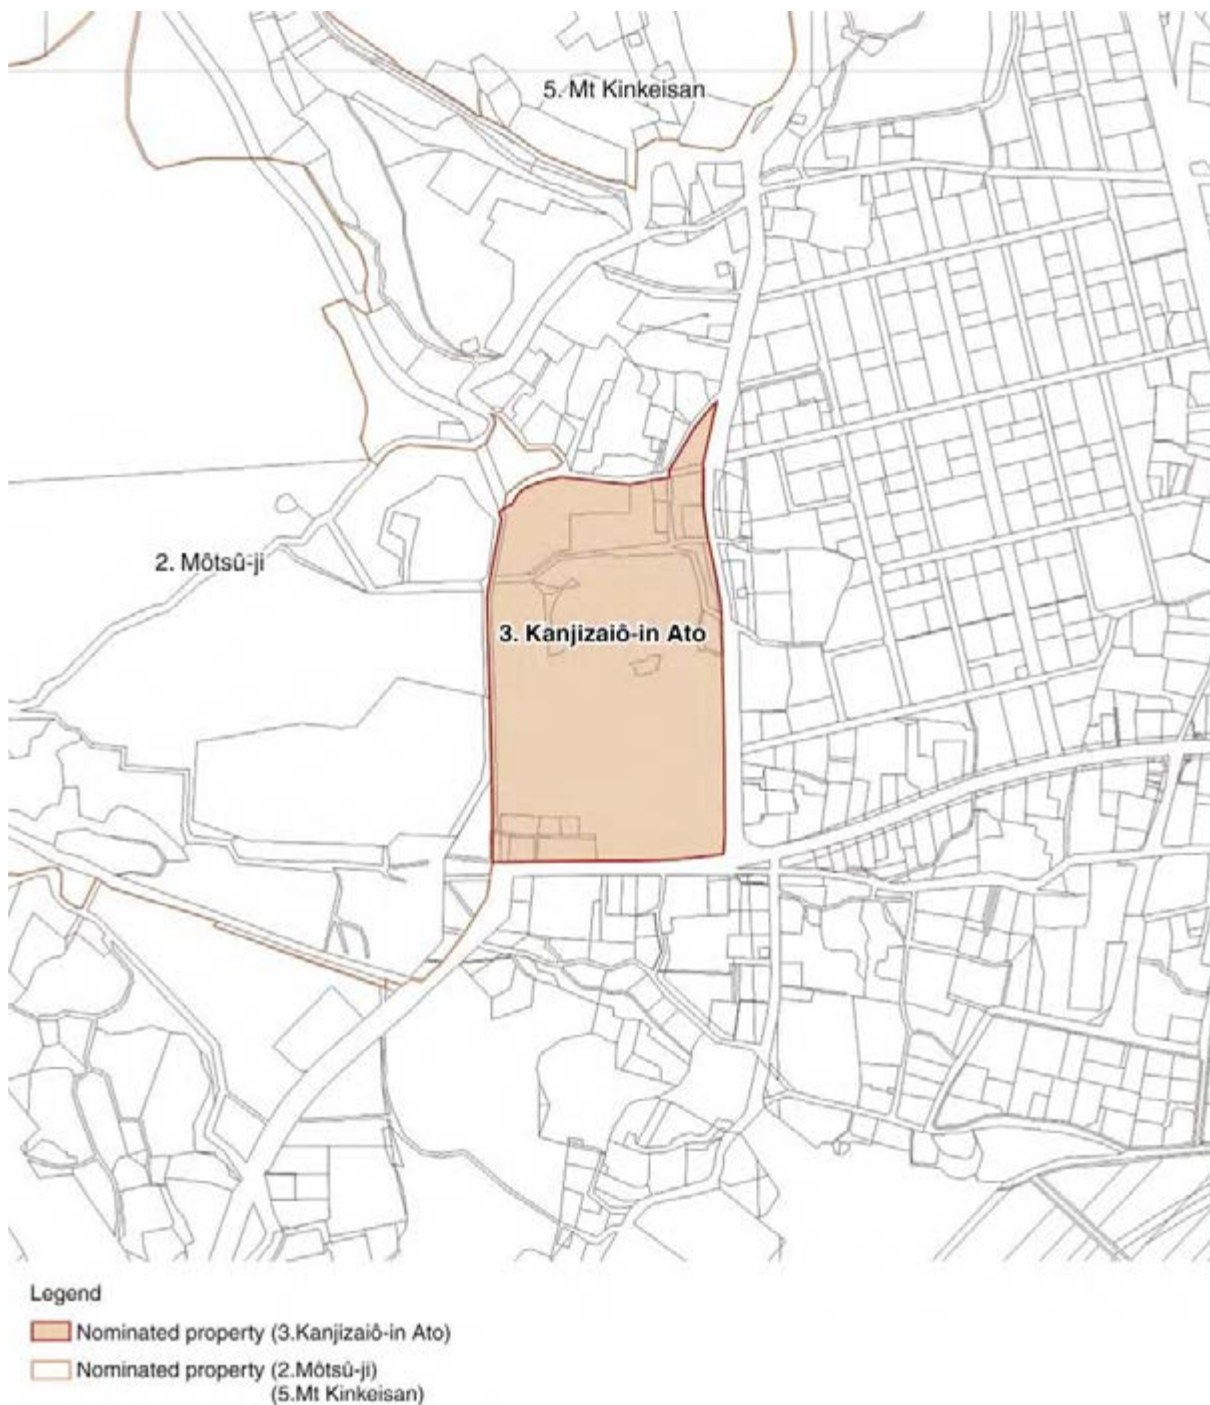 5. Mt Kinkeisan
2. Môtsû-ji
3. Kanjizaiô-in Ato
Legend
Nominated property (3.Kanjizaiô-in Ato)
Nominated property (2.Môtsû-ji)
(5.Mt Kinkeisan)